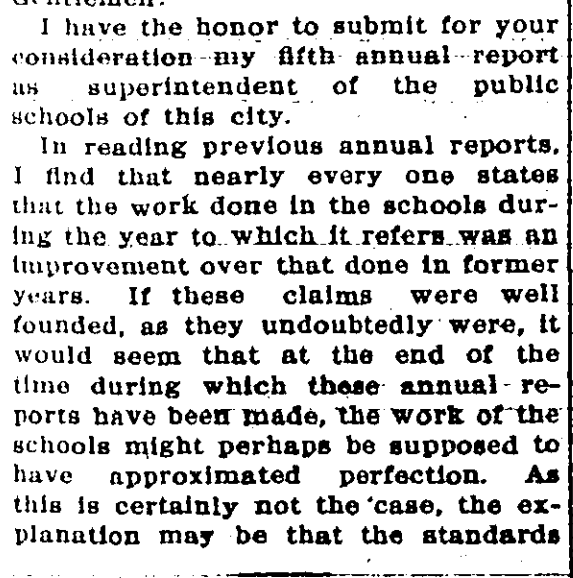 Gentlemen:
I have the honor to submit for your
consideration my fifth annual report
as superintendent of the public
schools of this city.
In reading previous annual reports,
I find that nearly every one states
that the work done in the schools dur-
ing the year to which it refers was an
improvement over that done in former
years. If these claims were well
founded, as they undoubtedly were, it
would seem that at the end of the
time during which these annual re-
ports have been made, the work of the
schools might perhaps be supposed to
have approximated perfection. As
this is certainly not the case, the ex-
planation may be that the standards